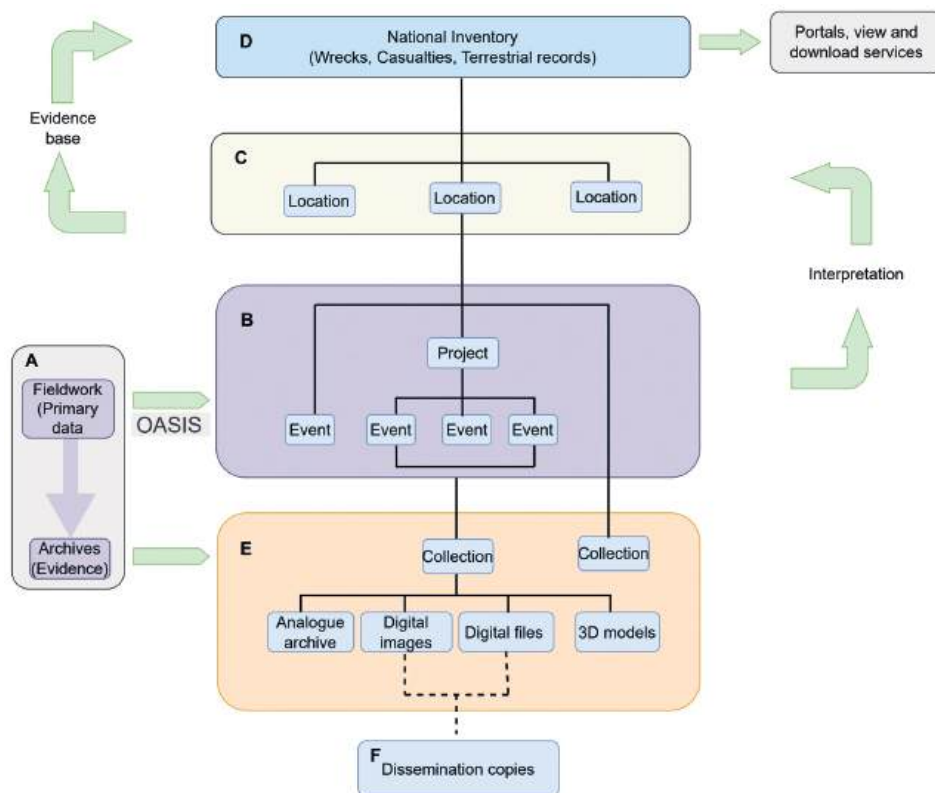 D
National Inventory
(Wrecks, Casualties, Terrestrial records)
Portals, view and
download services
Evidence
base
C
Location
Location
Location
Interpretation
B
Project
Event
Event
Event
Event
A
Fieldwork
(Primary
data
OASIS
Archives
(Evidence)
E
Collection
Collection
Analogue
archive
Digital
images
Digital files
3D models
F
Dissemination copies